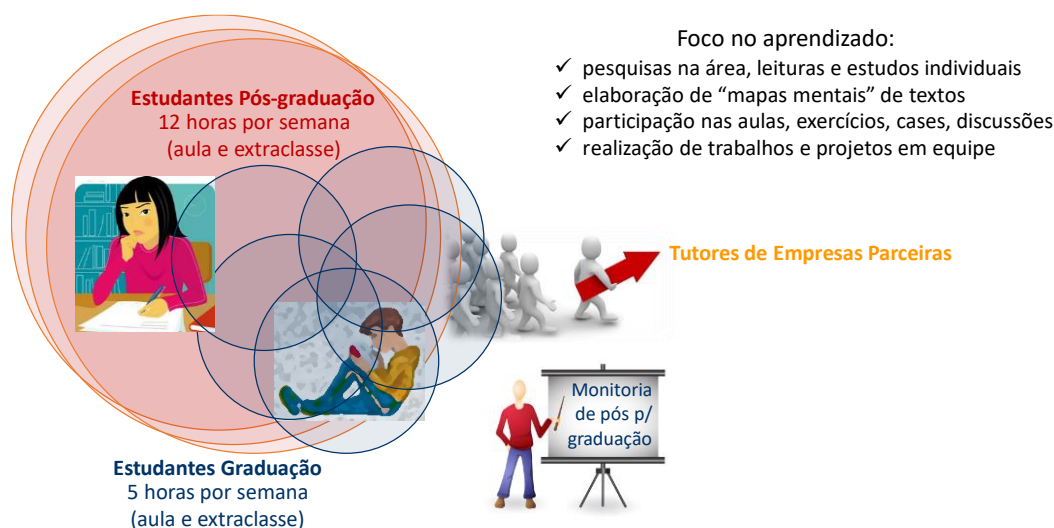 Foco no aprendizado:
✓ pesquisas na área, leituras e estudos individuais
✓ elaboração de “mapas mentais” de textos
✓ participação nas aulas, exercícios, cases, discussões
✓ realização de trabalhos e projetos em equipe
Estudantes Pós-graduação
12 horas por semana
(aula e extraclasse)
Tutores de Empresas Parceiras
Monitoria
de pós p/
graduação
Estudantes Graduação
5 horas por semana
(aula e extraclasse)